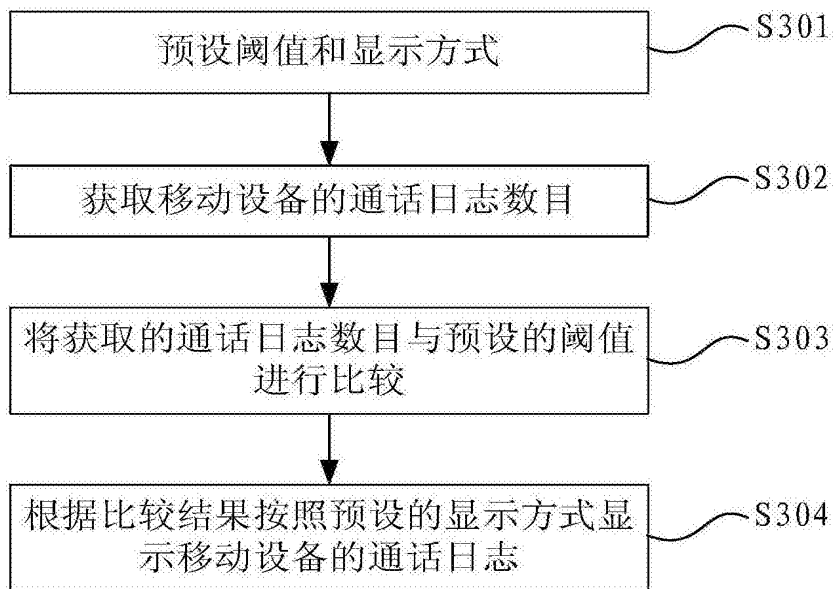 预设阈值和显示方式
S301
获取移动设备的通话日志数目
S302
将获取的通话日志数目与预设的阈值
进行比较
S303
根据比较结果按照预设的显示方式显
示移动设备的通话日志
S304